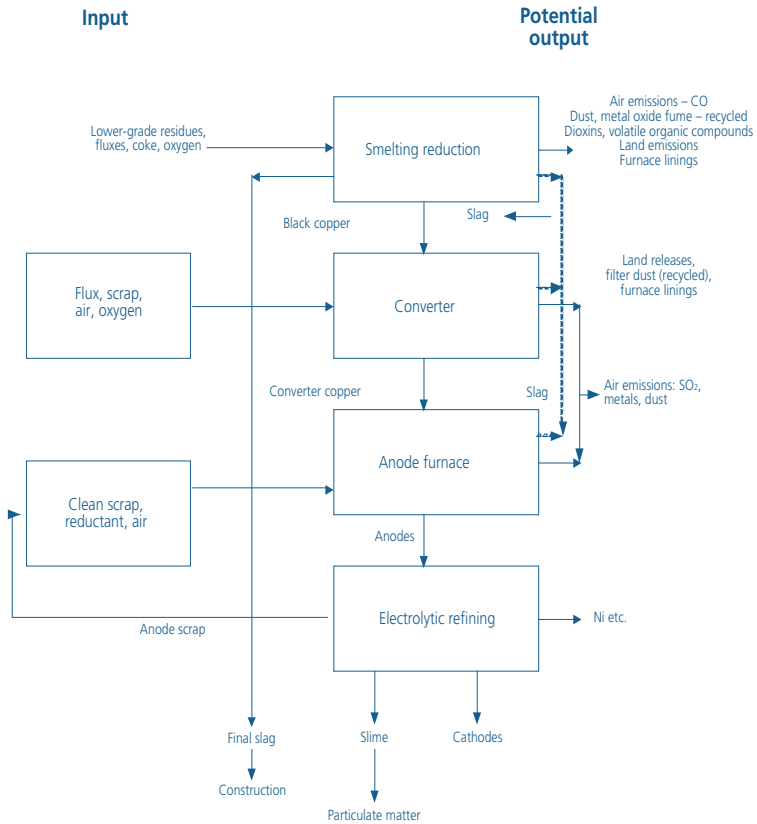 Input
Potential
output
Air emissions – CO
Dust, metal oxide fume – recycled
Dioxins, volatile organic compounds
Land emissions
Furnace linings
Lower-grade residues,
fluxes, coke, oxygen
Smelting reduction
Black copper
Slag
Land releases,
filter dust (recycled),
furnace linings
Flux, scrap,
air, oxygen
Converter
Converter copper
Slag
Air emissions: SO₂,
metals, dust
Anode furnace
Clean scrap,
reductant, air
Anodes
Electrolytic refining
Ni etc.
Anode scrap
Final slag
Slime
Cathodes
Construction
Particulate matter